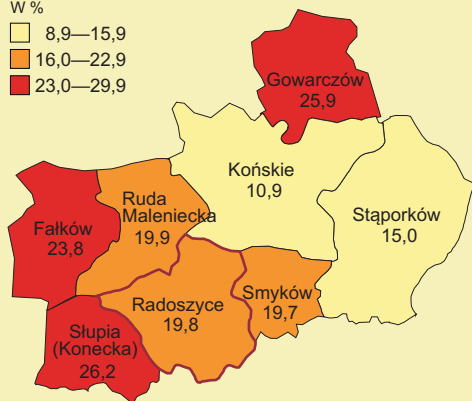 W %
8,9—15,9
16,0—22,9
23,0—29,9
Gowarczów
25,9
Końskie
10,9
Stąporków
15,0
Ruda
Maleniecka
19,9
Fałków
23,8
Radoszyce
19,8
Smyków
19,7
Słupia
(Konecka)
26,2